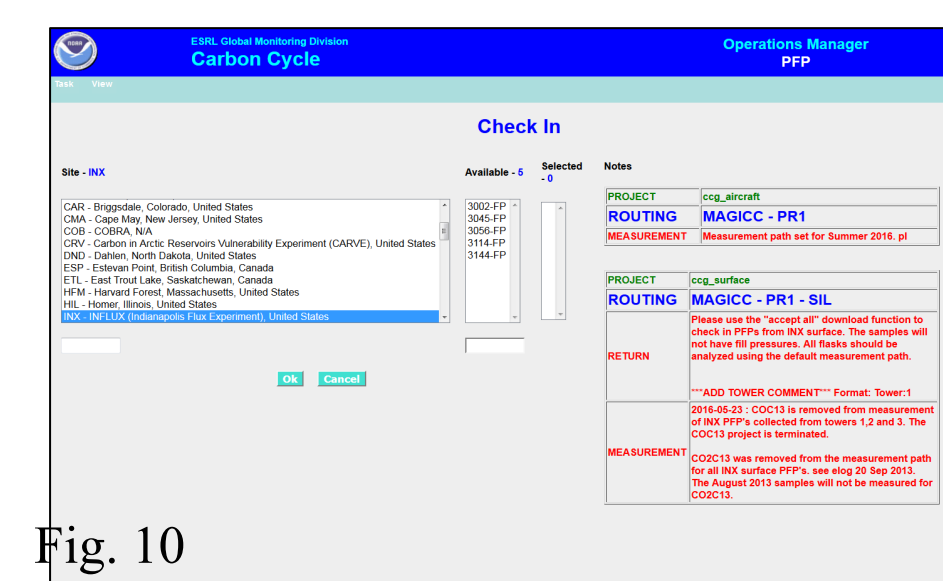 NOAA
ESRL Global Monitoring Division
Carbon Cycle
Operations Manager
PFP
Task View
Check In
Site - INX
Available - 5
Selected
- 0
Notes
CAR - Briggsdale, Colorado, United States
CMA - Cape May, New Jersey, United States
COB - COBRA, N/A
CRV - Carbon in Arctic Reservoirs Vulnerability Experiment (CARVE), United States
DND - Dahlen, North Dakota, United States
ESP - Estevan Point, British Columbia, Canada
ETL - East Trout Lake, Saskatchewan, Canada
HFM - Harvard Forest, Massachusetts, United States
HIL - Homer, Illinois, United States
INX - INFLUX (Indianapolis Flux Experiment), United States
3002-FP
3045-FP
3056-FP
3114-FP
3144-FP
Ok Cancel
PROJECT ccg_aircraft
ROUTING MAGICC - PR1
MEASUREMENT Measurement path set for Summer 2016. pl
PROJECT ccg_surface
ROUTING MAGICC - PR1 - SIL
RETURN
Please use the "accept all" download function to
check in PFPs from INX surface. The samples will
not have fill pressures. All flasks should be
analyzed using the default measurement path.
***ADD TOWER COMMENT*** Format: Tower:1
MEASUREMENT
2016-05-23 : COC13 is removed from measurement
of INX PFP's collected from towers 1,2 and 3. The
COC13 project is terminated.
CO2C13 was removed from the measurement path
for all INX surface PFP's. see elog 20 Sep 2013.
The August 2013 samples will not be measured for
CO2C13.
Fig. 10